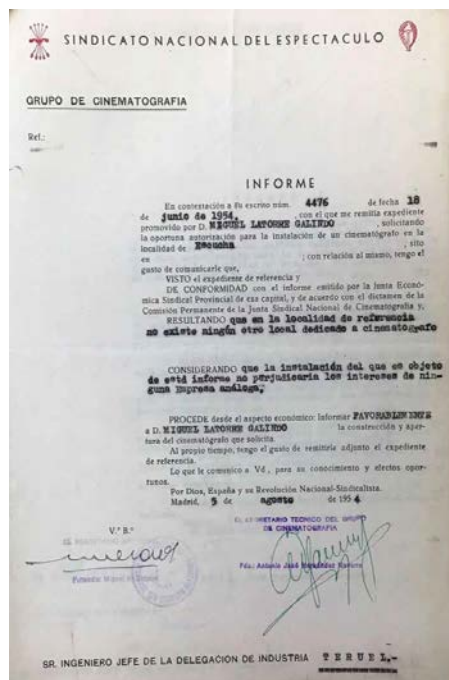 SINDICATO NACIONAL DEL ESPECTACULO
GRUPO DE CINEMATOGRAFIA
Ref.:
INFORME
En contestación a su escrito núm. 4476 de fecha 18
de junio de 1954, con el que me remitía expediente
promovido por D. MIGUEL LATORRE GALINDO , solicitando
la oportuna autorización para la instalación de un cinematógrafo en la
localidad de Escucha , sito
en ; con relación al mismo, tengo el
gusto de comunicarle que,
VISTO el expediente de referencia y
DE CONFORMIDAD con el informe emitido por la Junta Econó-
mica Sindical Provincial de esa capital, y de acuerdo con el dictamen de la
Comisión Permanente de la Junta Sindical Nacional de Cinematografía y,
RESULTANDO que en la localidad de referencia
no existe ningún otro local dedicado a cinematógrafo
CONSIDERANDO que la instalación del que es objeto
de está informe no perjudicaría los intereses de nin-
guna Empresa análoga;
PROCEDE desde el aspecto económico: Informar FAVORABLEMENTE
a D. MIGUEL LATORRE GALINDO la construcción y aper-
tura del cinematógrafo que solicita.
Al propio tiempo, tengo el gusto de remitirle adjunto el expediente
de referencia.
Lo que le comunico a Vd., para su conocimiento y efectos opor-
tunos.
Por Dios, España y su Revolución Nacional-Sindicalista.
Madrid, 5 de agosto de 1954
EL SECRETARIO TECNICO DEL GRUPO
DE CINEMATOGRAFIA
V.º B.º
Fdo.: Antonio José Hernández Navarro
SR. INGENIERO JEFE DE LA DELEGACION DE INDUSTRIA TERUEL.-